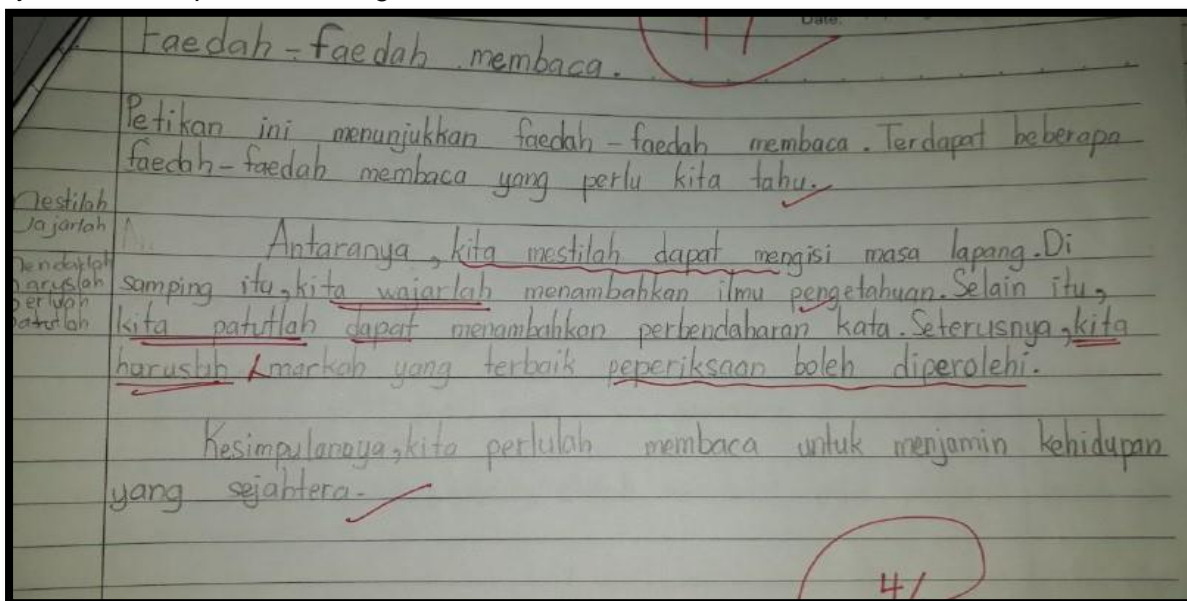 Date:
Faedah-faedah membaca.
Petikan ini menunjukkan faedah-faedah membaca. Terdapat beberapa
faedah-faedah membaca yang perlu kita tahu.
Mestilah
Wajarlah
Antaranya, kita mestilah dapat mengisi masa lapang. Di
Hendaklah
haruslah
samping itu, kita wajarlah menambahkan ilmu pengetahuan. Selain itu,
perlulah
patutlah
kita patutlah dapat menambahkan perbendaharan kata. Seterusnya, kita
haruslah markah yang terbaik peperiksaan boleh diperolehi.
Kesimpulanaya, kita perlulah membaca untuk menjamin kehidupan
yang sejahtera.